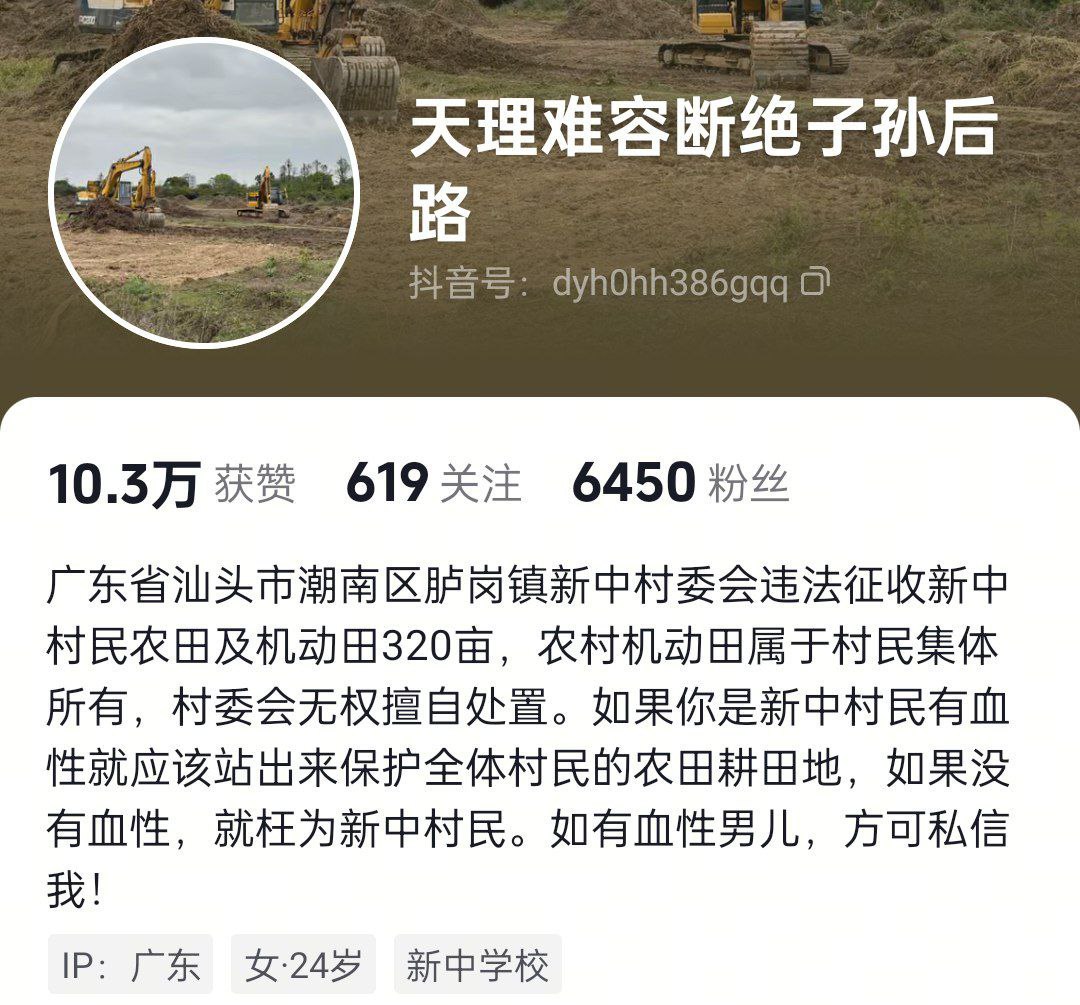 天理难容断绝子孙后
路
抖音号：dyh0hh386gqq
10.3万 获赞 619 关注 6450 粉丝
广东省汕头市潮南区胪岗镇新中村委会违法征收新中
村民农田及机动田320亩，农村机动田属于村民集体
所有，村委会无权擅自处置。如果你是新中村民有血
性就应该站出来保护全体村民的农田耕田地，如果没
有血性，就枉为新中村民。如有血性男儿，方可私信
我！
IP：广东 女·24岁 新中学校